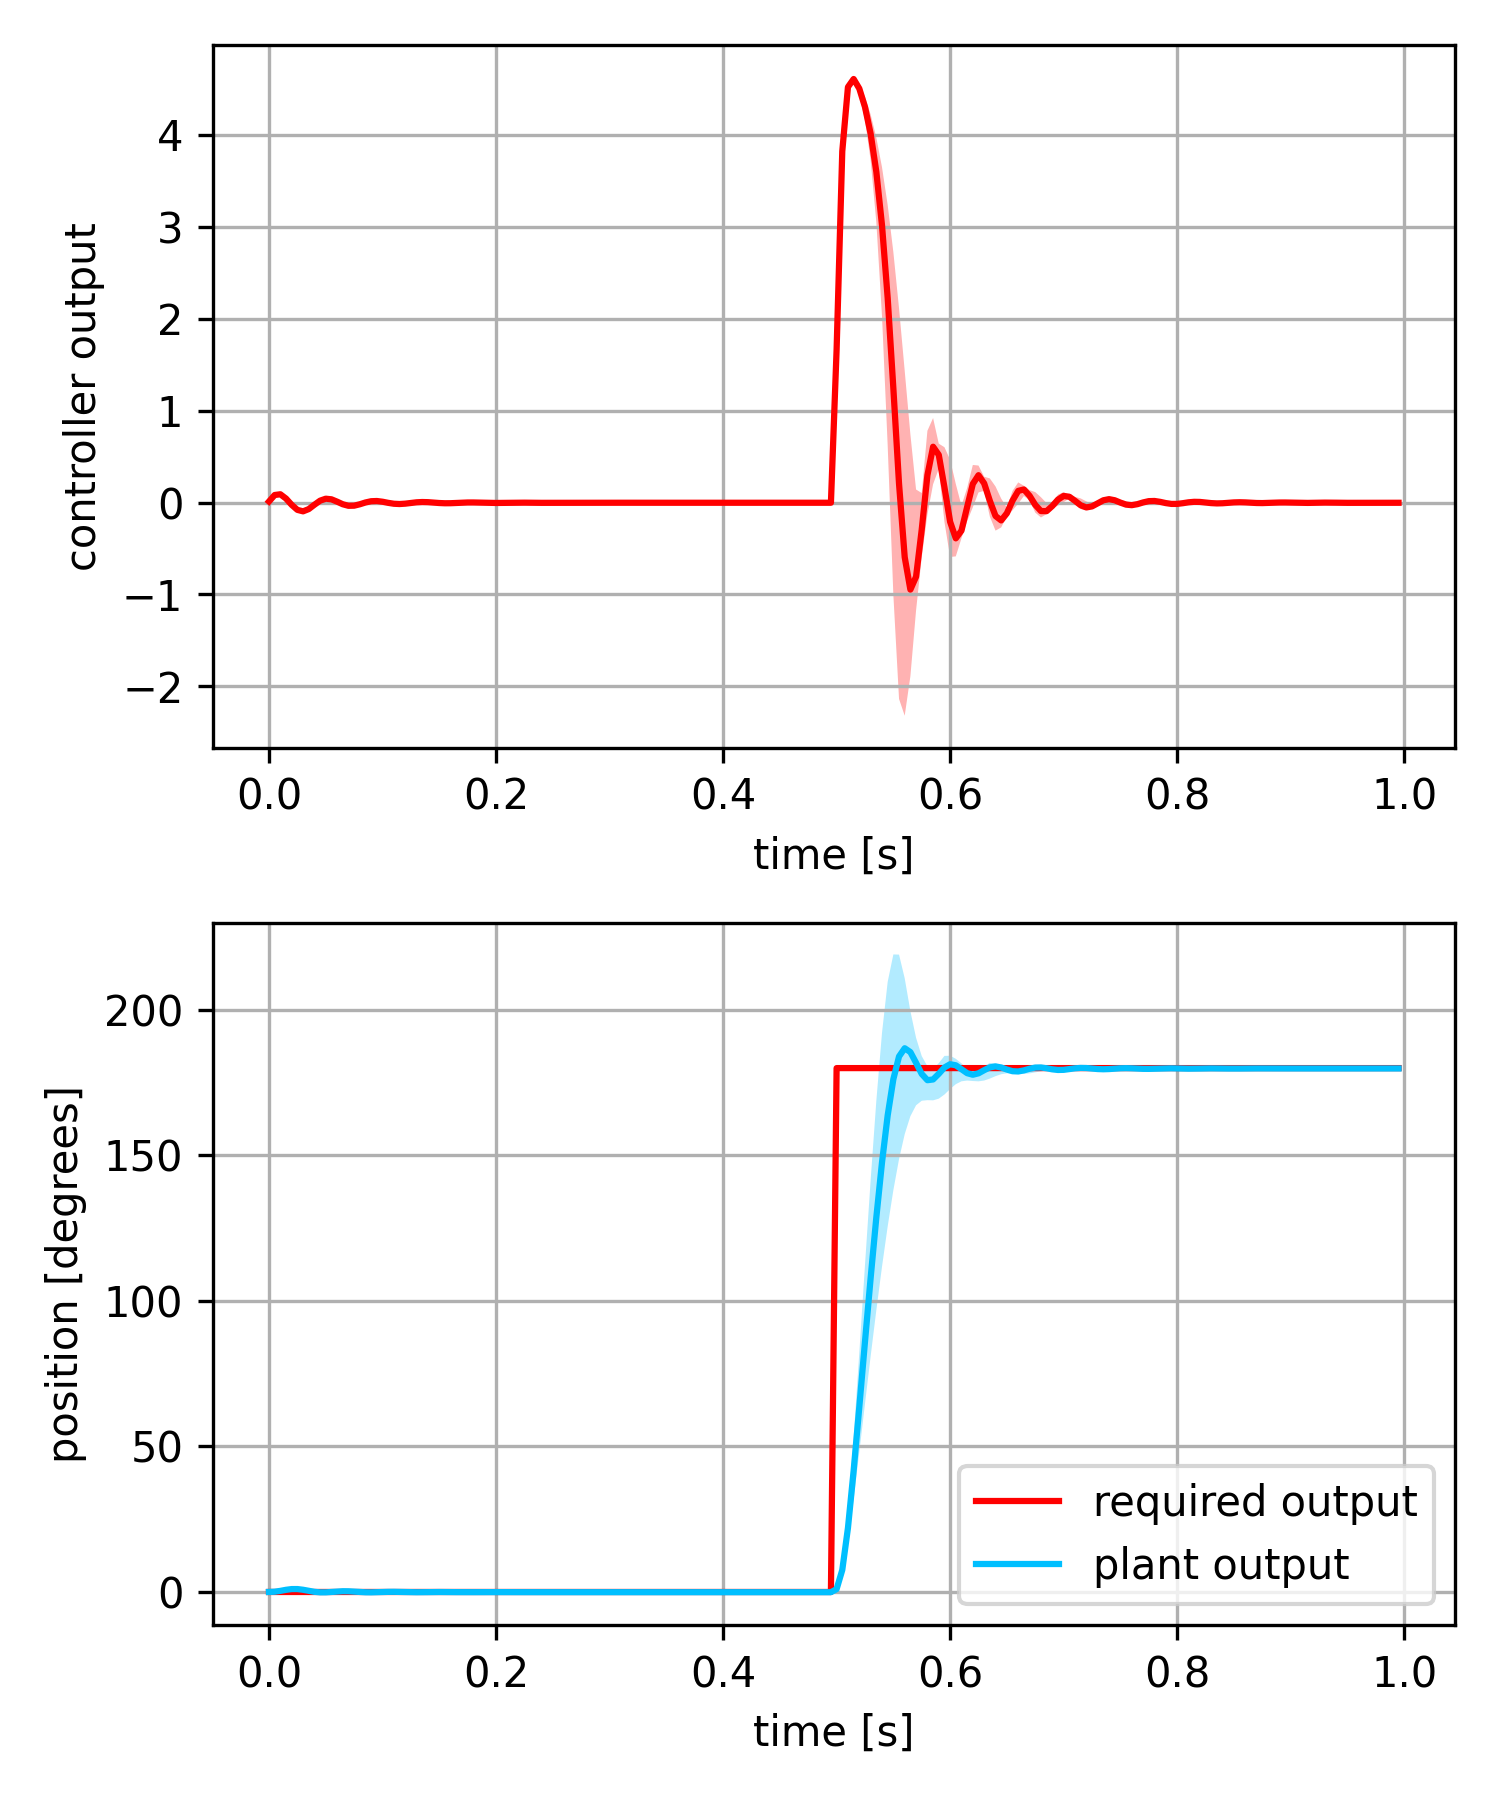 controller output
4
3
2
1
0
−1
−2
0.0 0.2 0.4 0.6 0.8 1.0
time [s]
position [degrees]
200
150
100
50
0
required output
plant output
0.0 0.2 0.4 0.6 0.8 1.0
time [s]